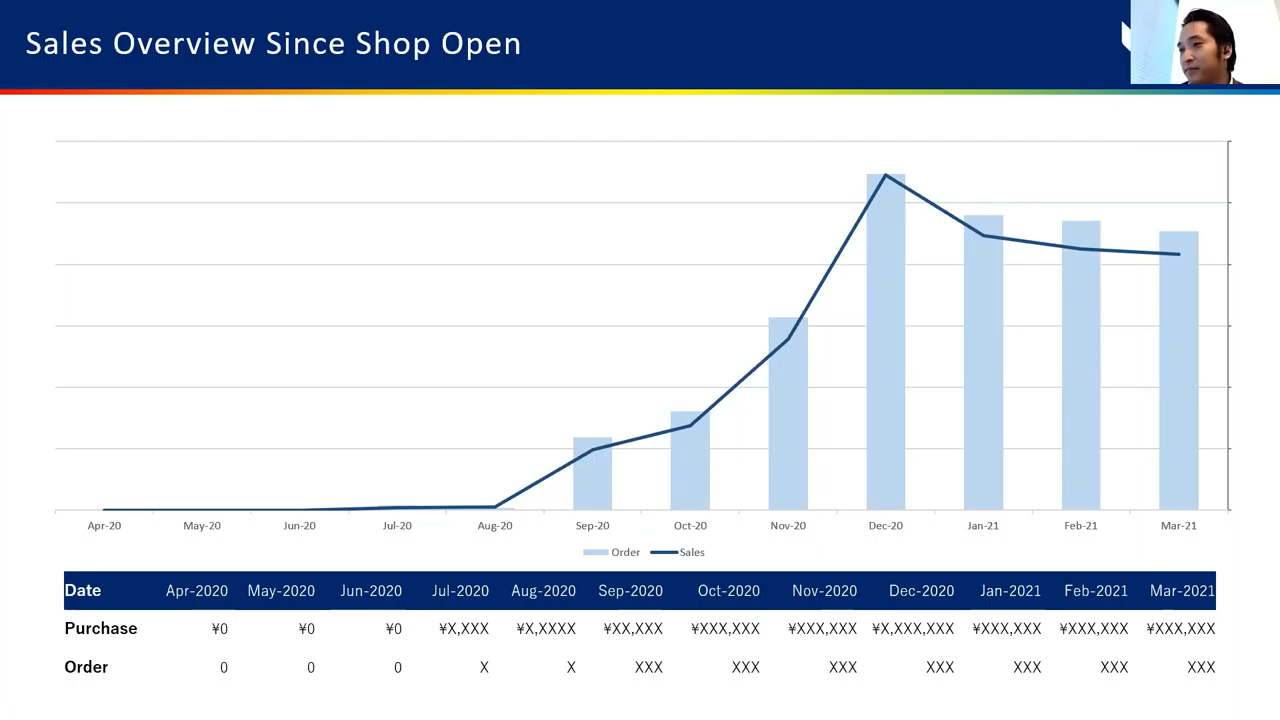 Sales Overview Since Shop Open
Apr-20 May-20 Jun-20 Jul-20 Aug-20 Sep-20 Oct-20 Nov-20 Dec-20 Jan-21 Feb-21 Mar-21
Order Sales
Date Apr-2020 May-2020 Jun-2020 Jul-2020 Aug-2020 Sep-2020 Oct-2020 Nov-2020 Dec-2020 Jan-2021 Feb-2021 Mar-2021
Purchase ¥0 ¥0 ¥0 ¥X,XXX ¥X,XXXX ¥XX,XXX ¥XXX,XXX ¥XXX,XXX ¥X,XXX,XXX ¥XXX,XXX ¥XXX,XXX ¥XXX,XXX
Order 0 0 0 X X XXX XXX XXX XXX XXX XXX XXX